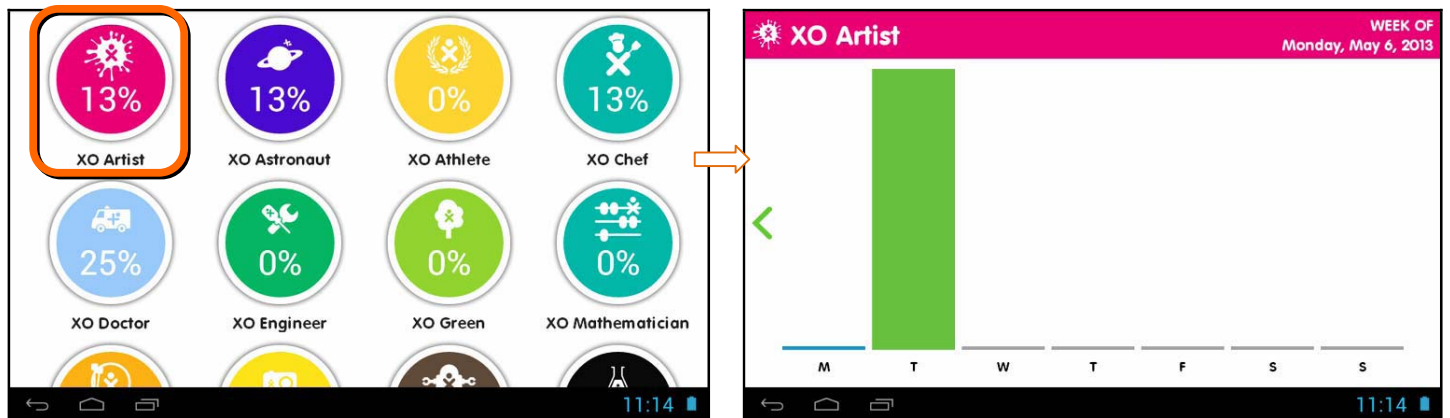 13% 13% 0% 13%
XO Artist XO Astronaut XO Athlete XO Chef
25% 0% 0% 0%
XO Doctor XO Engineer XO Green XO Mathematician
11:14
XO Artist
WEEK OF
Monday, May 6, 2013
M T W T F S S
11:14